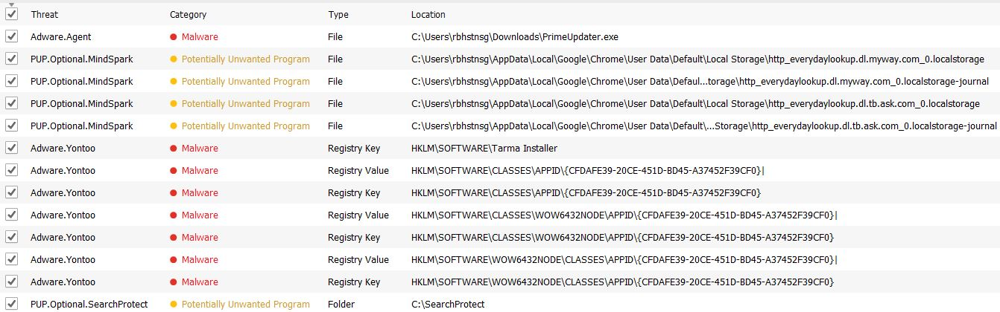 Threat Category Type Location
Adware.Agent Malware File C:\Users\rbhstnsg\Downloads\PrimeUpdater.exe
PUP.Optional.MindSpark Potentially Unwanted Program File C:\Users\rbhstnsg\AppData\Local\Google\Chrome\User Data\Default\Local Storage\http_everydaylookup.dl.myway.com_0.localstorage
PUP.Optional.MindSpark Potentially Unwanted Program File C:\Users\rbhstnsg\AppData\Local\Google\Chrome\User Data\Defaul...torage\http_everydaylookup.dl.myway.com_0.localstorage-journal
PUP.Optional.MindSpark Potentially Unwanted Program File C:\Users\rbhstnsg\AppData\Local\Google\Chrome\User Data\Default\Local Storage\http_everydaylookup.dl.tb.ask.com_0.localstorage
PUP.Optional.MindSpark Potentially Unwanted Program File C:\Users\rbhstnsg\AppData\Local\Google\Chrome\User Data\Default\...Storage\http_everydaylookup.dl.tb.ask.com_0.localstorage-journal
Adware.Yontoo Malware Registry Key HKLM\SOFTWARE\Tarma Installer
Adware.Yontoo Malware Registry Value HKLM\SOFTWARE\CLASSES\APPID\{CFDAFE39-20CE-451D-BD45-A37452F39CF0}|
Adware.Yontoo Malware Registry Key HKLM\SOFTWARE\CLASSES\APPID\{CFDAFE39-20CE-451D-BD45-A37452F39CF0}
Adware.Yontoo Malware Registry Value HKLM\SOFTWARE\CLASSES\WOW6432NODE\APPID\{CFDAFE39-20CE-451D-BD45-A37452F39CF0}|
Adware.Yontoo Malware Registry Key HKLM\SOFTWARE\CLASSES\WOW6432NODE\APPID\{CFDAFE39-20CE-451D-BD45-A37452F39CF0}
Adware.Yontoo Malware Registry Value HKLM\SOFTWARE\WOW6432NODE\CLASSES\APPID\{CFDAFE39-20CE-451D-BD45-A37452F39CF0}|
Adware.Yontoo Malware Registry Key HKLM\SOFTWARE\WOW6432NODE\CLASSES\APPID\{CFDAFE39-20CE-451D-BD45-A37452F39CF0}
PUP.Optional.SearchProtect Potentially Unwanted Program Folder C:\SearchProtect